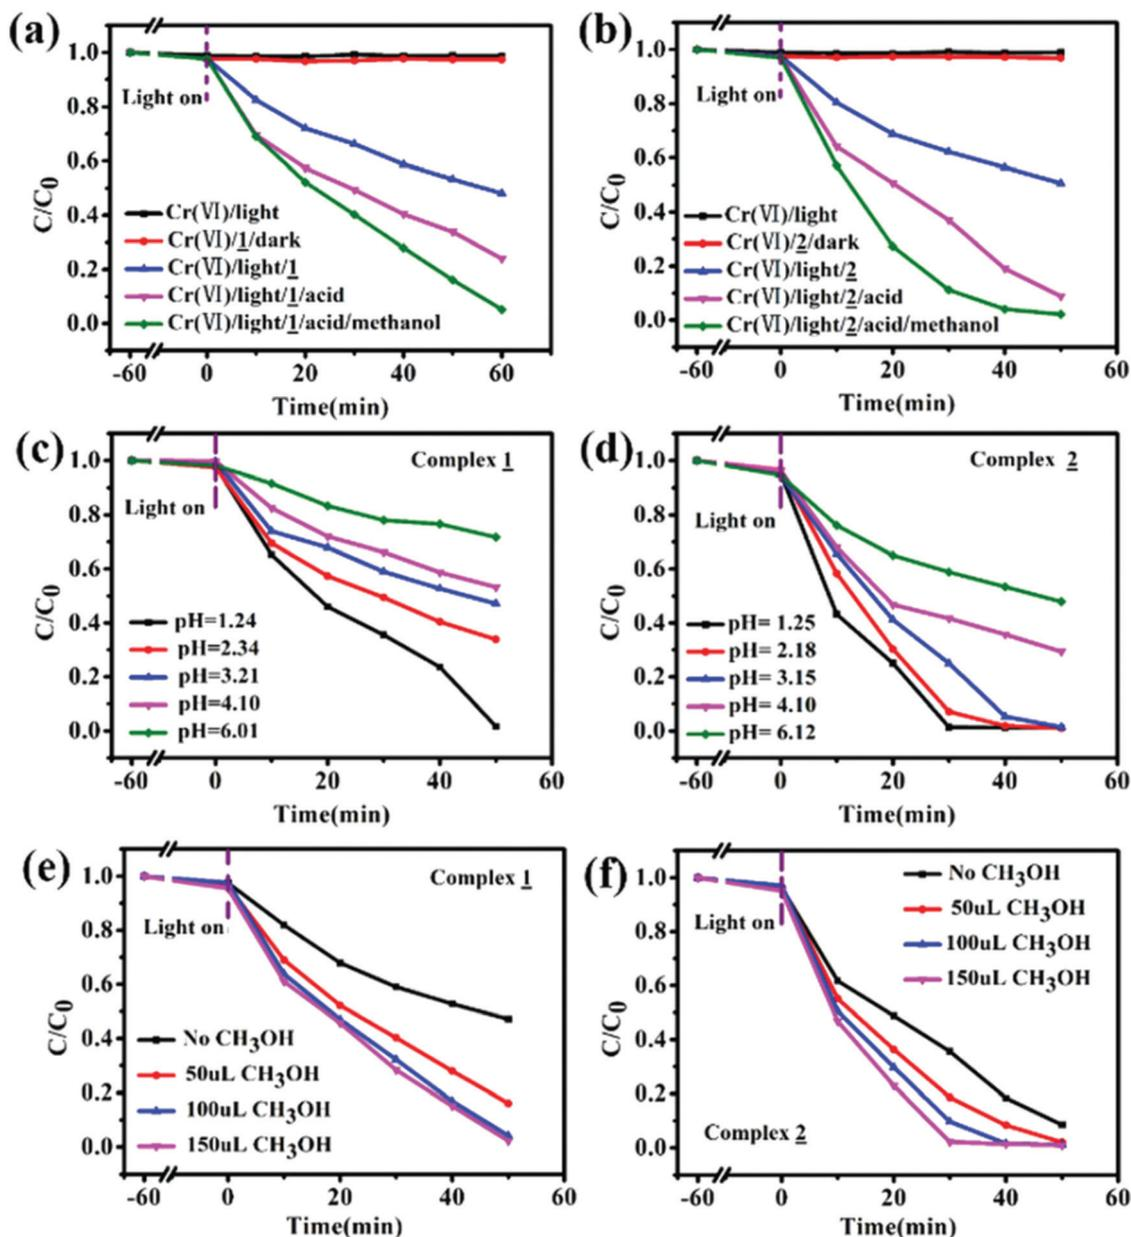 (a)
1.0
0.8
0.6
0.4
0.2
0.0
C/C0
Light on
Cr(Ⅵ)/light
Cr(Ⅵ)/1/dark
Cr(Ⅵ)/light/1
Cr(Ⅵ)/light/1/acid
Cr(Ⅵ)/light/1/acid/methanol
-60 0 20 40 60
Time(min)
(b)
1.0
0.8
0.6
0.4
0.2
0.0
C/C0
Light on
Cr(Ⅵ)/light
Cr(Ⅵ)/2/dark
Cr(Ⅵ)/light/2
Cr(Ⅵ)/light/2/acid
Cr(Ⅵ)/light/2/acid/methanol
-60 0 20 40 60
Time(min)
(c)
Complex 1
1.0
0.8
0.6
0.4
0.2
0.0
C/C0
Light on
pH=1.24
pH=2.34
pH=3.21
pH=4.10
pH=6.01
-60 0 20 40 60
Time(min)
(d)
Complex 2
1.0
0.8
0.6
0.4
0.2
0.0
C/C0
Light on
pH= 1.25
pH= 2.18
pH= 3.15
pH= 4.10
pH= 6.12
-60 0 20 40 60
Time(min)
(e)
Complex 1
1.0
0.8
0.6
0.4
0.2
0.0
C/C0
Light on
No CH3OH
50uL CH3OH
100uL CH3OH
150uL CH3OH
-60 0 20 40 60
Time(min)
(f)
1.0
0.8
0.6
0.4
0.2
0.0
C/C0
Light on
No CH3OH
50uL CH3OH
100uL CH3OH
150uL CH3OH
Complex 2
-60 0 20 40 60
Time(min)